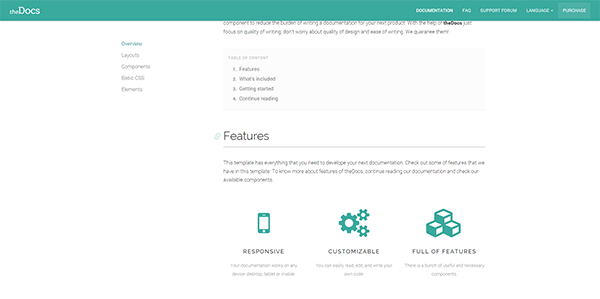 theDocs
DOCUMENTATION
FAQ
SUPPORT FORUM
LANGUAGE
PURCHASE
component to reduce the burden of writing a documentation for your next product. With the help of theDocs just
focus on quality of writing, don't worry about quality of design and ease of writing. We quaranee them!
Overview
Layouts
Components
Basic CSS
Elements
TABLE OF CONTENT
1. Features
2. What's included
3. Getting started
4. Continue reading
Features
This template has everything that you need to develope your next documentation. Check out some of features that we
have in this template. To know more about features of theDocs, continue reading our documentation and check our
available components.
RESPONSIVE
Your documentation works on any
device: desktop, tablet or mobile.
CUSTOMIZABLE
You can easily read, edit, and write your
own code.
FULL OF FEATURES
There is a bunch of useful and necessary
components.